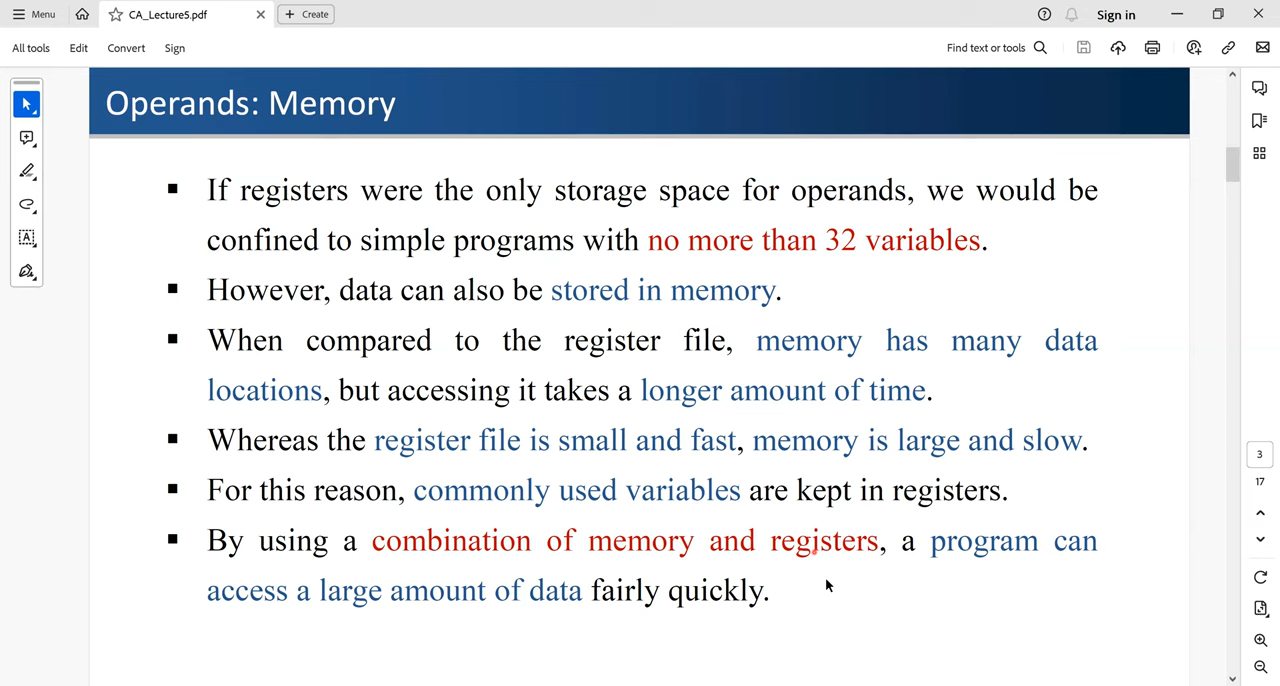 Menu
CA_Lecture5.pdf
Create
Sign in
All tools
Edit
Convert
Sign
Find text or tools
Operands: Memory
If registers were the only storage space for operands, we would be
confined to simple programs with no more than 32 variables.
However, data can also be stored in memory.
When compared to the register file, memory has many data
locations, but accessing it takes a longer amount of time.
Whereas the register file is small and fast, memory is large and slow.
For this reason, commonly used variables are kept in registers.
By using a combination of memory and registers, a program can
access a large amount of data fairly quickly.
3
17